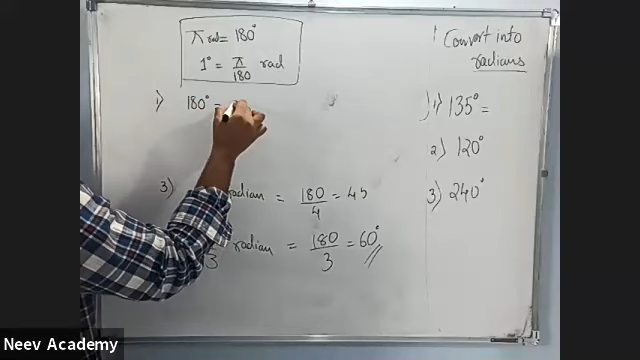 π rad = 180°
1° = π/180 rad
1) 180° =
3) radian = 180/4 = 45
3 radian = 180/3 = 60°
Convert into
radians
1) 135° =
2) 120°
3) 240°
Neev Academy